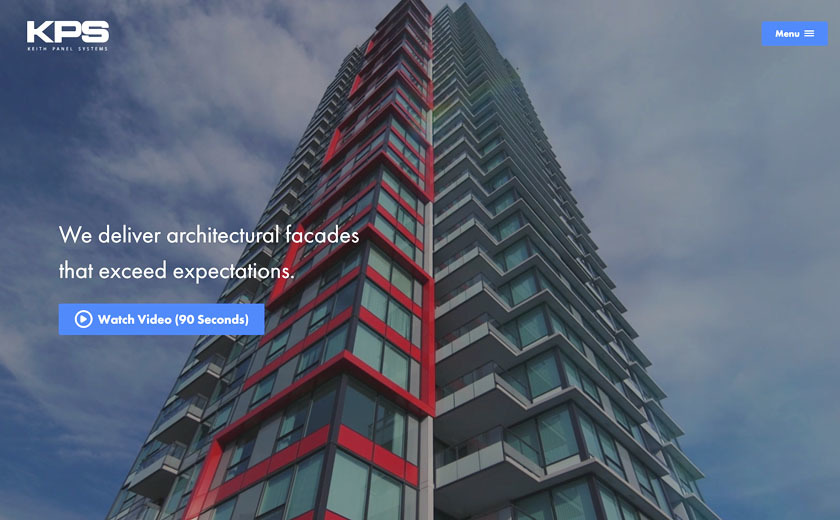 KPS
KEITH PANEL SYSTEMS
Menu
We deliver architectural facades
that exceed expectations.
Watch Video (90 Seconds)